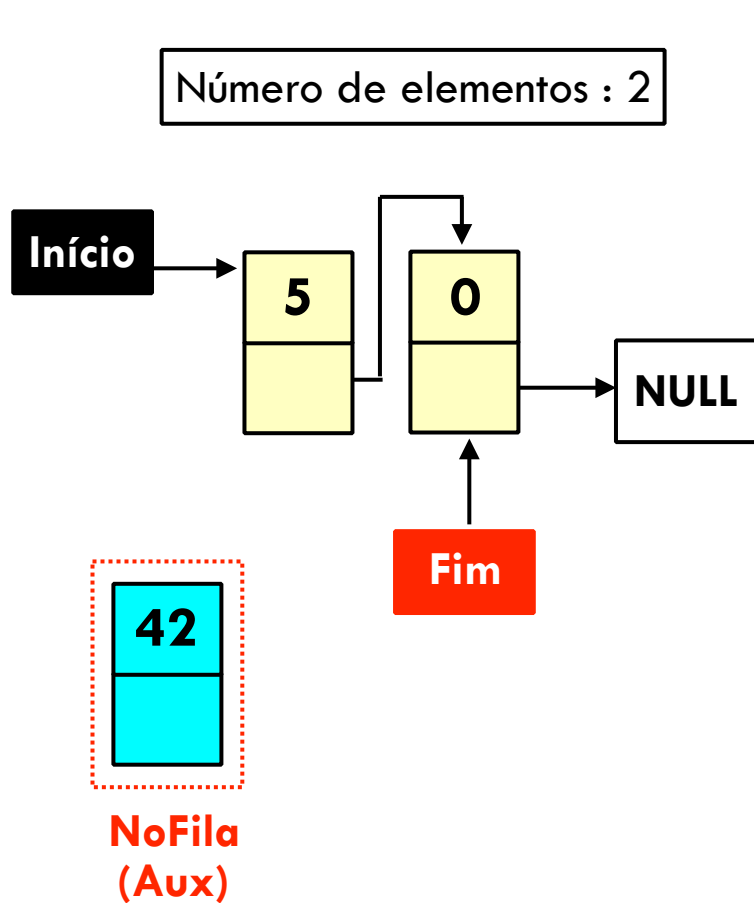 Número de elementos : 2
Início
5
0
NULL
Fim
42
NoFila
(Aux)